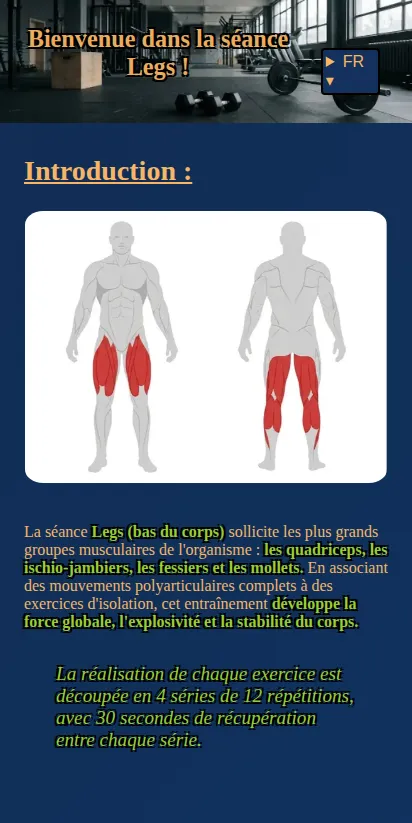 Bienvenue dans la séance
Legs !
▶ FR
▼
Introduction :
La séance Legs (bas du corps) sollicite les plus grands
groupes musculaires de l'organisme : les quadriceps, les
ischio-jambiers, les fessiers et les mollets. En associant
des mouvements polyarticulaires complets à des
exercices d'isolation, cet entraînement développe la
force globale, l'explosivité et la stabilité du corps.
La réalisation de chaque exercice est
découpée en 4 séries de 12 répétitions,
avec 30 secondes de récupération
entre chaque série.